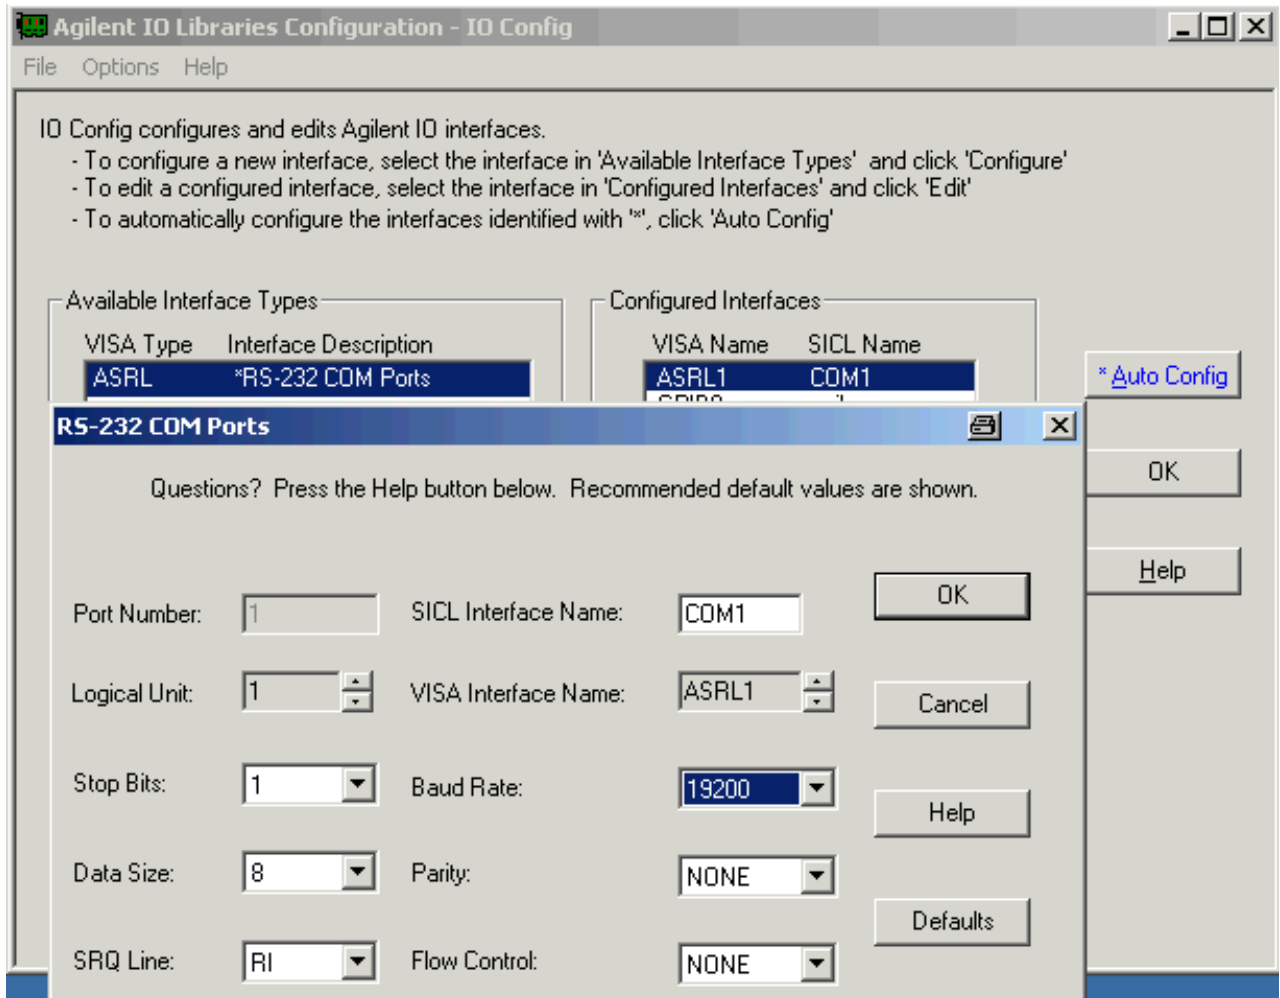 Agilent IO Libraries Configuration - IO Config
File Options Help
IO Config configures and edits Agilent IO interfaces.
- To configure a new interface, select the interface in 'Available Interface Types' and click 'Configure'
- To edit a configured interface, select the interface in 'Configured Interfaces' and click 'Edit'
- To automatically configure the interfaces identified with '*', click 'Auto Config'
Available Interface Types
Configured Interfaces
VISA Type Interface Description
VISA Name SICL Name
ASRL *RS-232 COM Ports
ASRL1 COM1
* Auto Config
OK
Help
RS-232 COM Ports
Questions? Press the Help button below. Recommended default values are shown.
Port Number: 1 SICL Interface Name: COM1 OK
Logical Unit: 1 VISA Interface Name: ASRL1 Cancel
Stop Bits: 1 Baud Rate: 19200 Help
Data Size: 8 Parity: NONE Defaults
SRQ Line: RI Flow Control: NONE